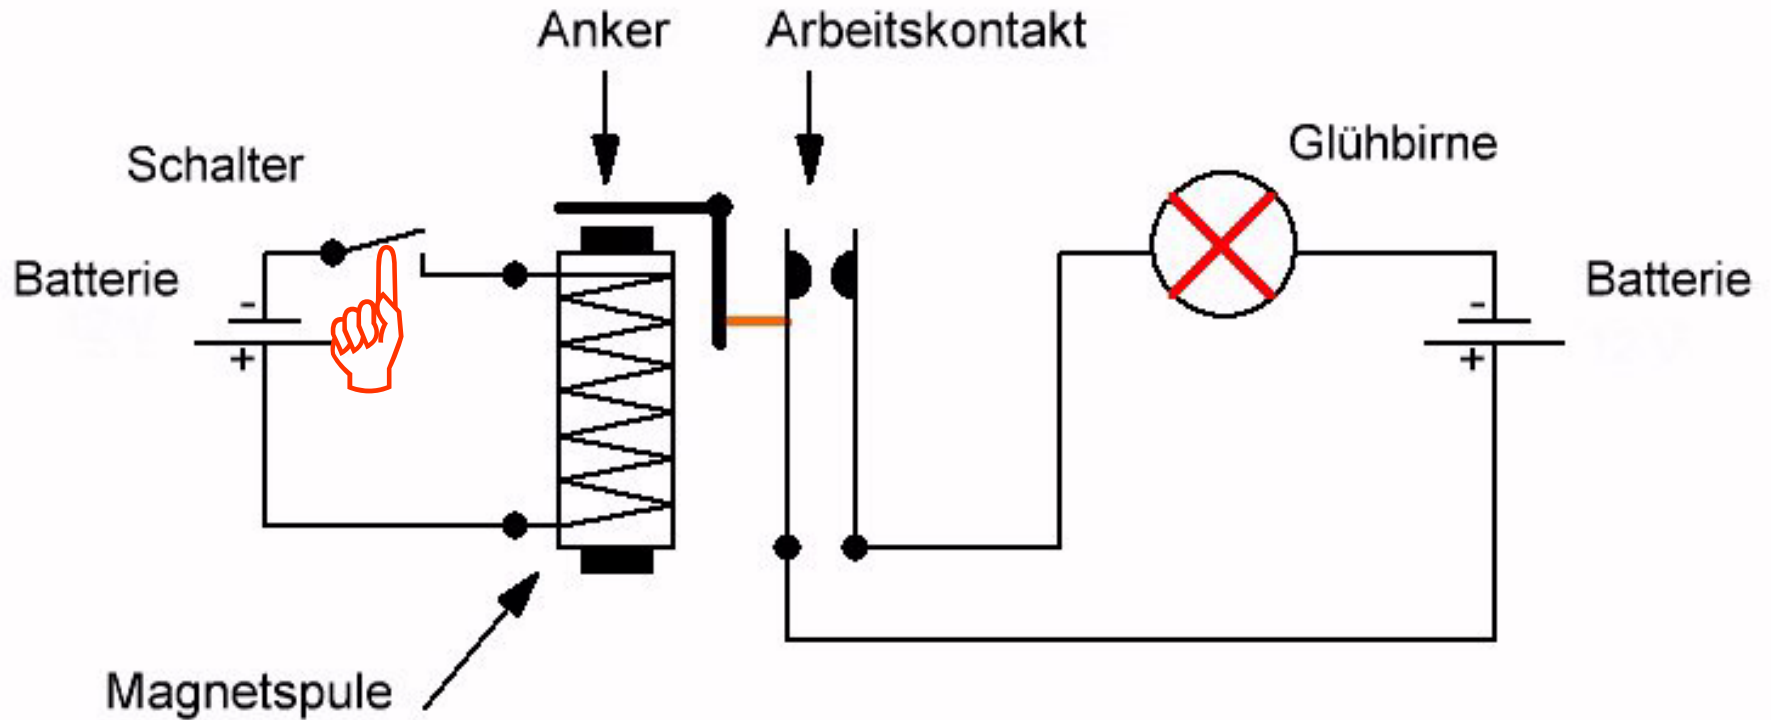 Anker
Arbeitskontakt
Schalter
Glühbirne
Batterie
-
+
Batterie
-
+
Magnetspule